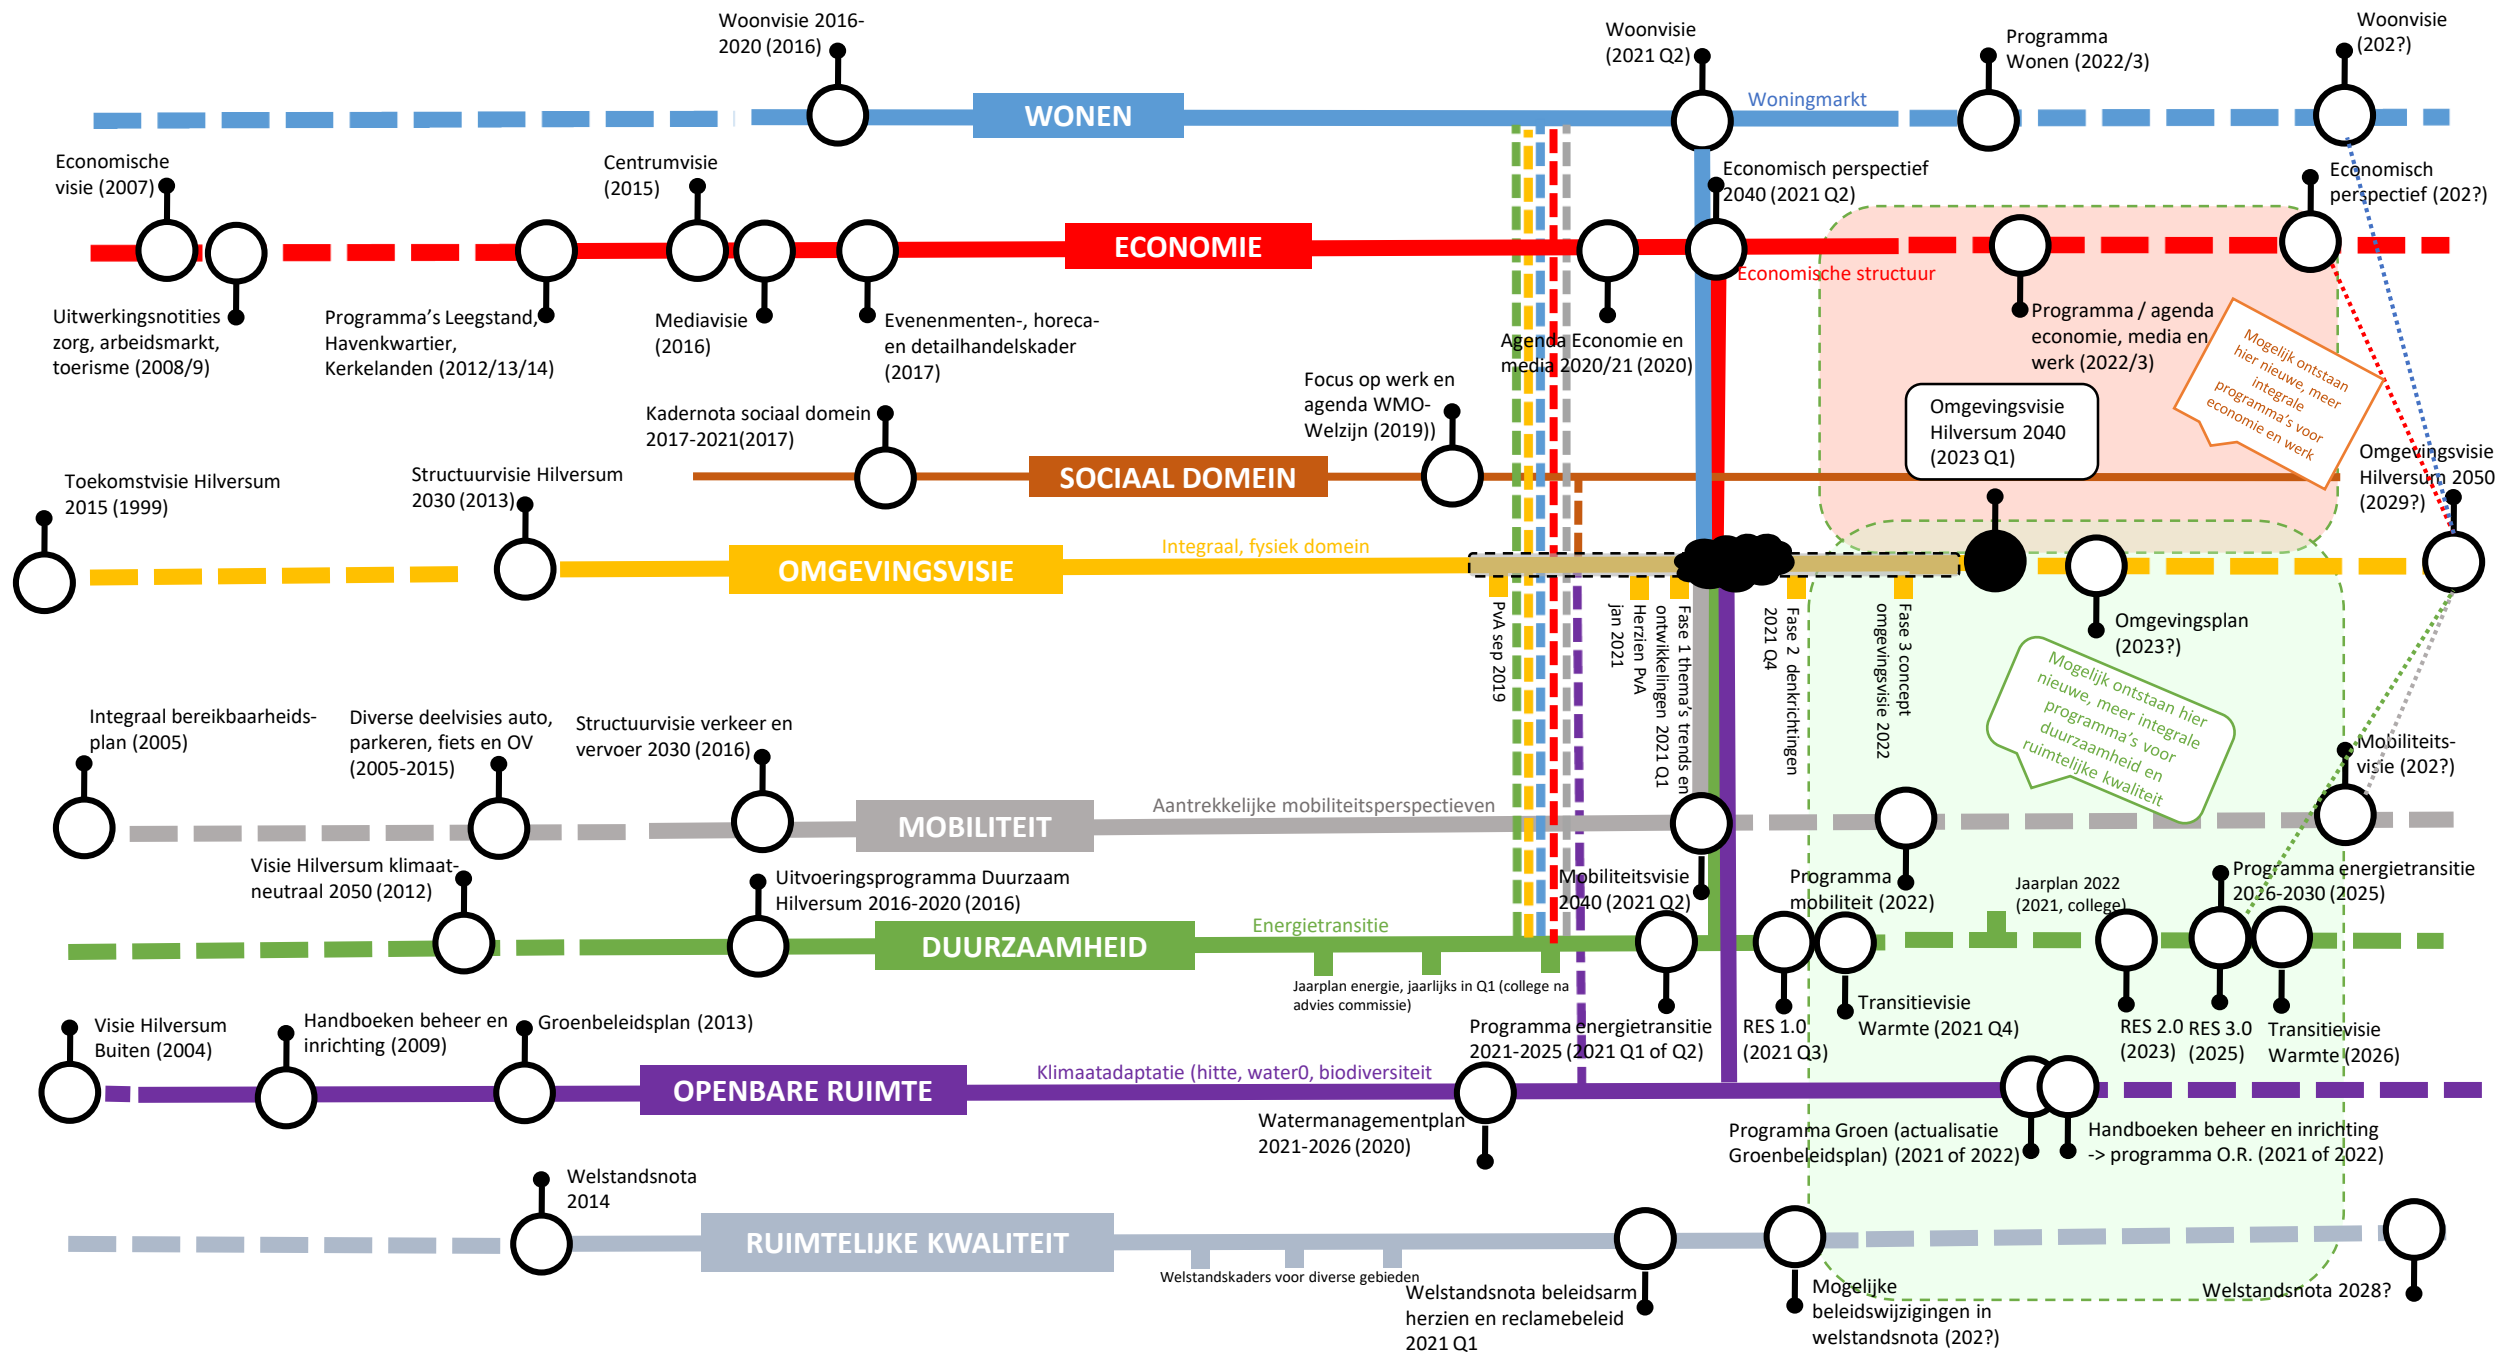 Woonvisie 2016-
2020 (2016)
Woonvisie
(2021 Q2)
Programma
Wonen (2022/3)
Woonvisie
(202?)
WONEN
Woningmarkt
Economische
visie (2007)
Centrumvisie
(2015)
Economisch perspectief
2040 (2021 Q2)
Economisch
perspectief (202?)
ECONOMIE
Economische structuur
Uitwerkingsnotities
zorg, arbeidsmarkt,
toerisme (2008/9)
Programma's Leegstand,
Havenkwartier,
Kerkelanden (2012/13/14)
Mediavisie
(2016)
Evenenmenten-, horeca-
en detailhandelskader
(2017)
Agenda Economie en
media 2020/21 (2020)
Programma / agenda
economie, media en
werk (2022/3)
Mogelijk ontstaan
hier nieuwe, meer
integrale
programma's voor
economie en werk
Kadernota sociaal domein
2017-2021(2017)
Focus op werk en
agenda WMO-
Welzijn (2019))
Omgevingsvisie
Hilversum 2040
(2023 Q1)
SOCIAAL DOMEIN
Omgevingsvisie
Hilversum 2050
(2029?)
Toekomstvisie Hilversum
2015 (1999)
Structuurvisie Hilversum
2030 (2013)
OMGEVINGSVISIE
Integraal, fysiek domein
PvA sep 2019
Herzien PvA
jan 2021
Fase 1 thema's trends en
ontwikkelingen 2021 Q1
Fase 2 denkrichtingen
2021 Q4
Fase 3 concept
omgevingsvisie 2022
Omgevingsplan
(2023?)
Mogelijk ontstaan hier
nieuwe, meer integrale
programma's voor
duurzaamheid en
ruimtelijke kwaliteit
Integraal bereikbaarheids-
plan (2005)
Diverse deelvisies auto,
parkeren, fiets en OV
(2005-2015)
Structuurvisie verkeer en
vervoer 2030 (2016)
MOBILITEIT
Aantrekkelijke mobiliteitsperspectieven
Mobiliteits-
visie (202?)
Mobiliteitsvisie
2040 (2021 Q2)
Programma
mobiliteit (2022)
Visie Hilversum klimaat-
neutraal 2050 (2012)
Uitvoeringsprogramma Duurzaam
Hilversum 2016-2020 (2016)
DUURZAAMHEID
Energietransitie
Jaarplan 2022
(2021, college)
Programma energietransitie
2026-2030 (2025)
Jaarplan energie, jaarlijks in Q1 (college na
advies commissie)
Programma energietransitie
2021-2025 (2021 Q1 of Q2)
RES 1.0
(2021 Q3)
Transitievisie
Warmte (2021 Q4)
RES 2.0
(2023)
RES 3.0
(2025)
Transitievisie
Warmte (2026)
Visie Hilversum
Buiten (2004)
Handboeken beheer en
inrichting (2009)
Groenbeleidsplan (2013)
OPENBARE RUIMTE
Klimaatadaptatie (hitte, water0, biodiversiteit
Watermanagementplan
2021-2026 (2020)
Programma Groen (actualisatie
Groenbeleidsplan) (2021 of 2022)
Handboeken beheer en inrichting
-> programma O.R. (2021 of 2022)
Welstandsnota
2014
RUIMTELIJKE KWALITEIT
Welstandskaders voor diverse gebieden
Welstandsnota beleidsarm
herzien en reclamebeleid
2021 Q1
Mogelijke
beleidswijzigingen in
welstandsnota (202?)
Welstandsnota 2028?